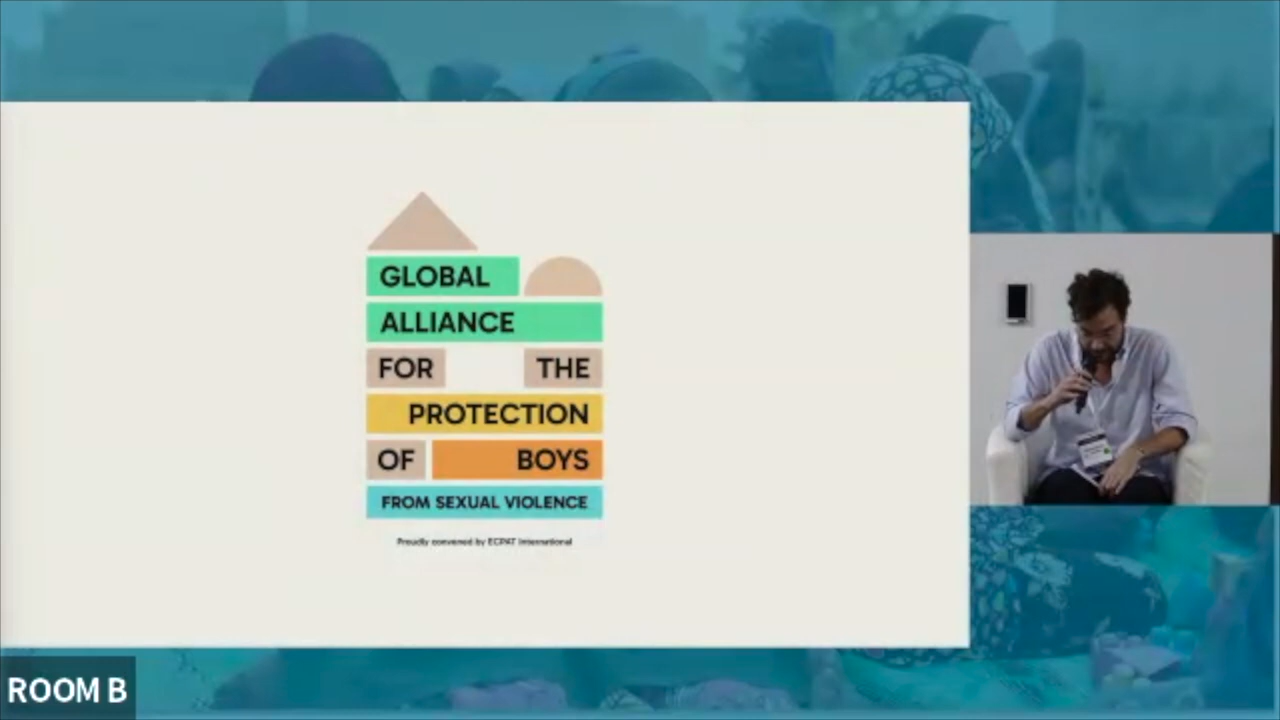 GLOBAL
ALLIANCE
FOR THE
PROTECTION
OF BOYS
FROM SEXUAL VIOLENCE
Proudly convened by ECPAT International
ROOM B